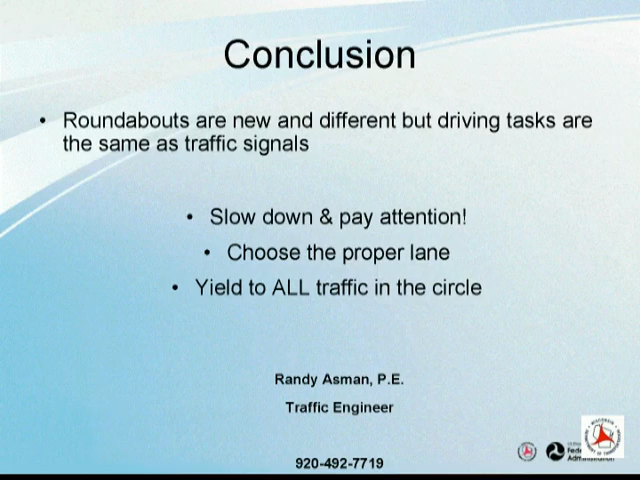 Conclusion
• Roundabouts are new and different but driving tasks are
the same as traffic signals
• Slow down & pay attention!
• Choose the proper lane
• Yield to ALL traffic in the circle
Randy Asman, P.E.
Traffic Engineer
920-492-7719